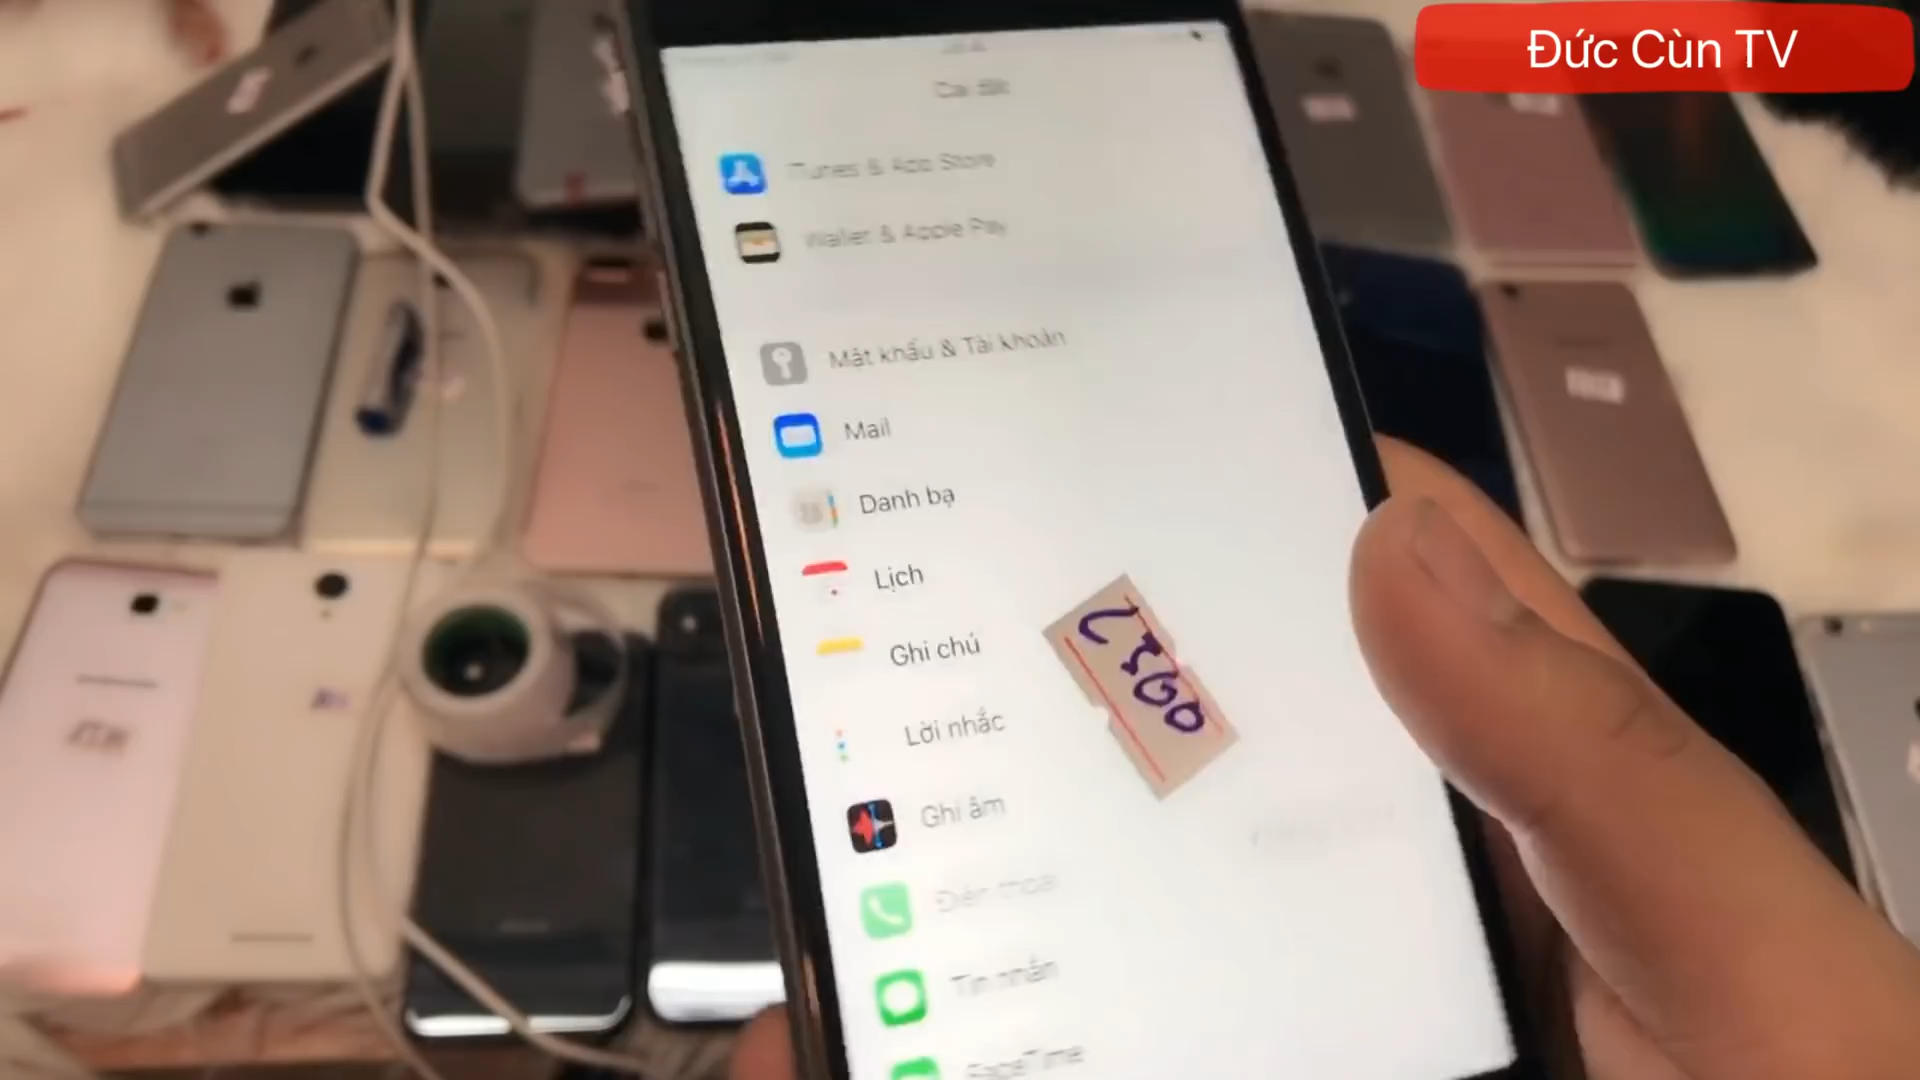 Đức Cùn TV
Cài đặt
iTunes & App Store
Wallet & Apple Pay
Mật khẩu & Tài khoản
Mail
Danh bạ
Lịch
Ghi chú
Lời nhắc
Ghi âm
Điện thoại
Tin nhắn
FaceTime
2500